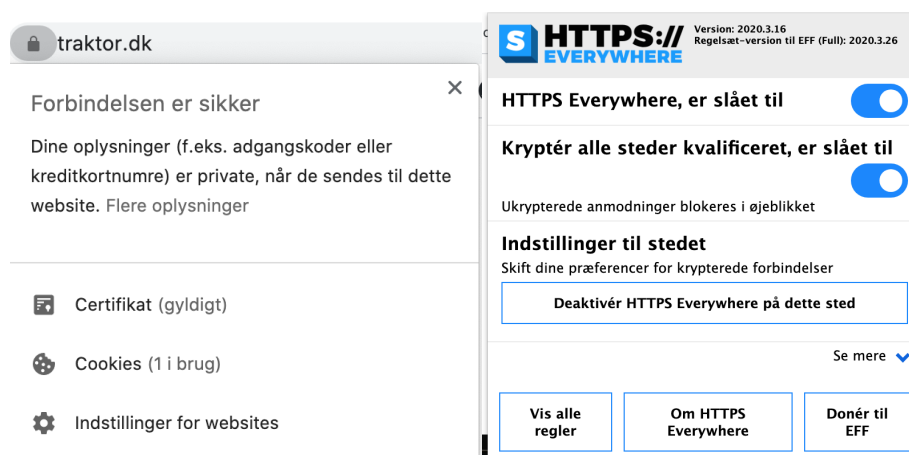 traktor.dk
Forbindelsen er sikker
Dine oplysninger (f.eks. adgangskoder eller
kreditkortnumre) er private, når de sendes til dette
website. Flere oplysninger
Certifikat (gyldigt)
Cookies (1 i brug)
Indstillinger for websites
S HTTPS://
EVERYWHERE
Version: 2020.3.16
Regelsæt-version til EFF (Full): 2020.3.26
HTTPS Everywhere, er slået til
Kryptér alle steder kvalificeret, er slået til
Ukrypterede anmodninger blokeres i øjeblikket
Indstillinger til stedet
Skift dine præferencer for krypterede forbindelser
Deaktivér HTTPS Everywhere på dette sted
Se mere
Vis alle
regler
Om HTTPS
Everywhere
Donér til
EFF